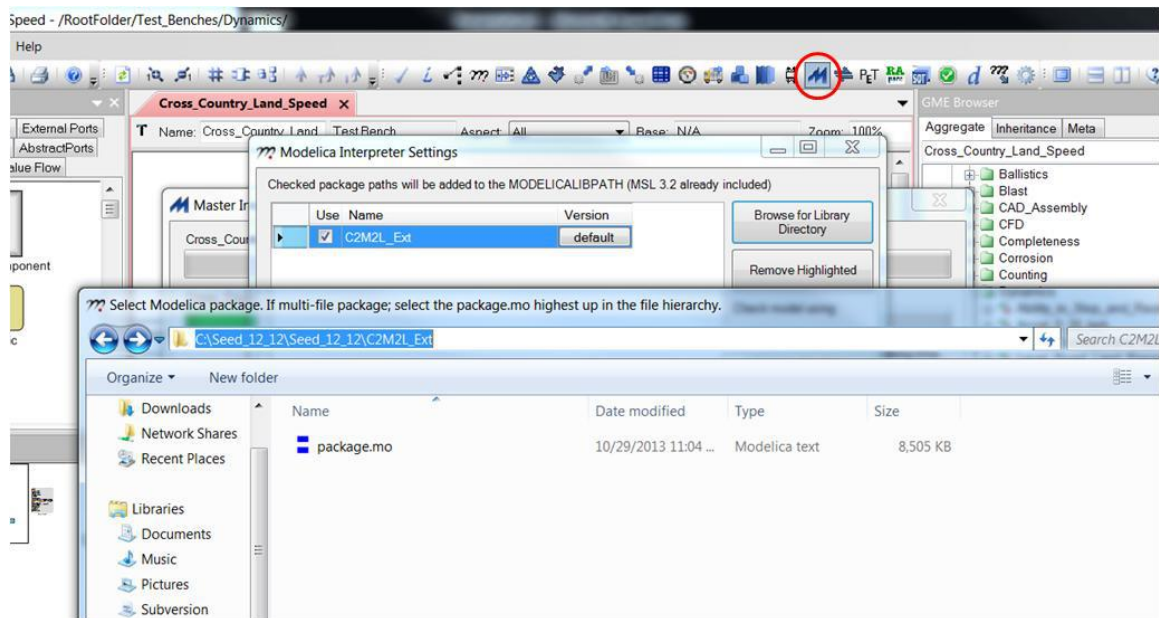 Speed - /RootFolder/Test_Benches/Dynamics/
Help
PET
Cross_Country_Land_Speed x
GME Browser
External Ports
AbstractPorts
alue Flow
T Name: Cross_Country_Land_ TestBench Aspect: All Base: N/A Zoom: 100%
Aggregate Inheritance Meta
Cross_Country_Land_Speed
Ballistics
Blast
CAD_Assembly
CFD
Completeness
Corrosion
Counting
Modelica Interpreter Settings
Checked package paths will be added to the MODELICALIBPATH (MSL 3.2 already included)
Master In
Cross_Cour
Use Name Version
C2M2L_Ext default
Browse for Library Directory
Remove Highlighted
ponent
Select Modelica package. If multi-file package; select the package.mo highest up in the file hierarchy.
C:\Seed_12_12\Seed_12_12\C2M2L_Ext
Search C2M2L
Organize New folder
Downloads
Network Shares
Recent Places
Libraries
Documents
Music
Pictures
Subversion
Name Date modified Type Size
package.mo 10/29/2013 11:04 ... Modelica text 8,505 KB